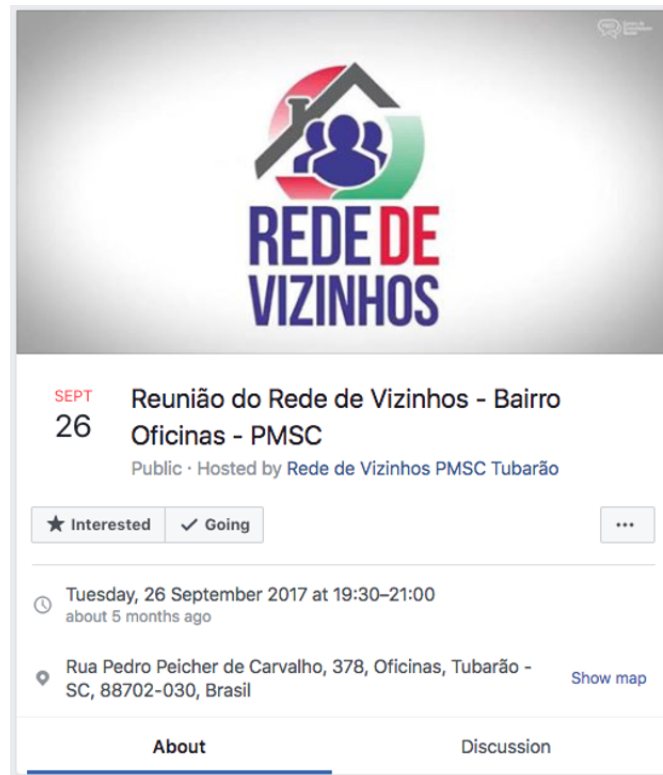 REDE DE
VIZINHOS
SEPT
26
Reunião do Rede de Vizinhos - Bairro
Oficinas - PMSC
Public · Hosted by Rede de Vizinhos PMSC Tubarão
Interested
Going
Tuesday, 26 September 2017 at 19:30–21:00
about 5 months ago
Rua Pedro Peicher de Carvalho, 378, Oficinas, Tubarão -
SC, 88702-030, Brasil
Show map
About
Discussion